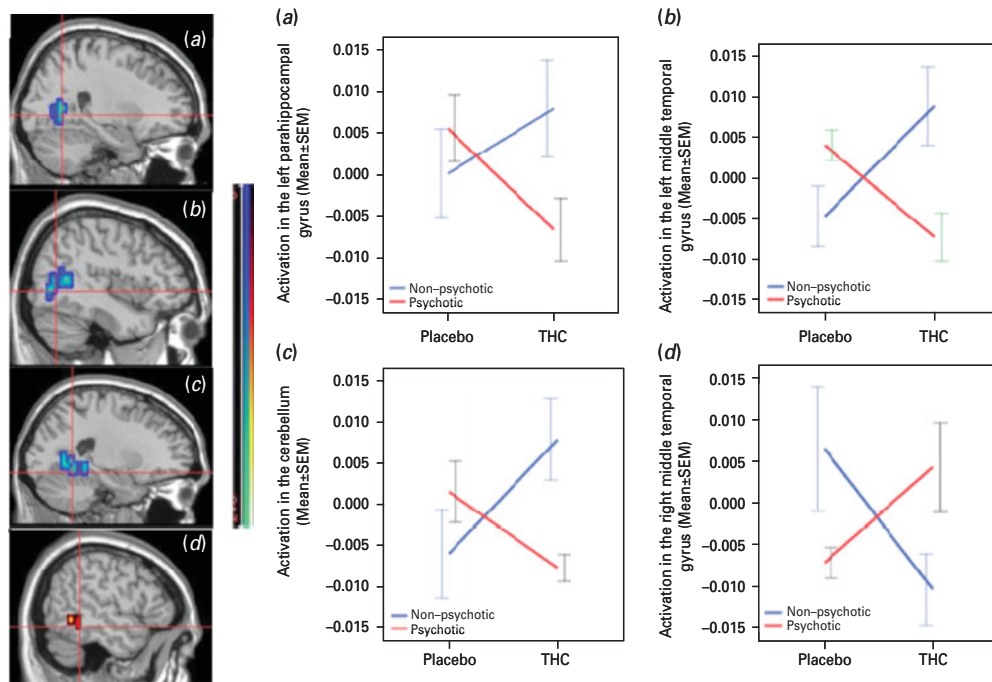 (a)
(b)
(c)
(d)
(a)
Activation in the left parahippocampal
gyrus (Mean±SEM)
0.015
0.010
0.005
0.000
−0.005
−0.010
−0.015
Non–psychotic
Psychotic
Placebo
THC
(b)
Activation in the left middle temporal
gyrus (Mean±SEM)
0.015
0.010
0.005
0.000
−0.005
−0.010
−0.015
Non–psychotic
Psychotic
Placebo
THC
(c)
Activation in the cerebellum
(Mean±SEM)
0.015
0.010
0.005
0.000
−0.005
−0.010
−0.015
Non–psychotic
Psychotic
Placebo
THC
(d)
Activation in the right middle temporal
gyrus (Mean±SEM)
0.015
0.010
0.005
0.000
−0.005
−0.010
−0.015
Non–psychotic
Psychotic
Placebo
THC